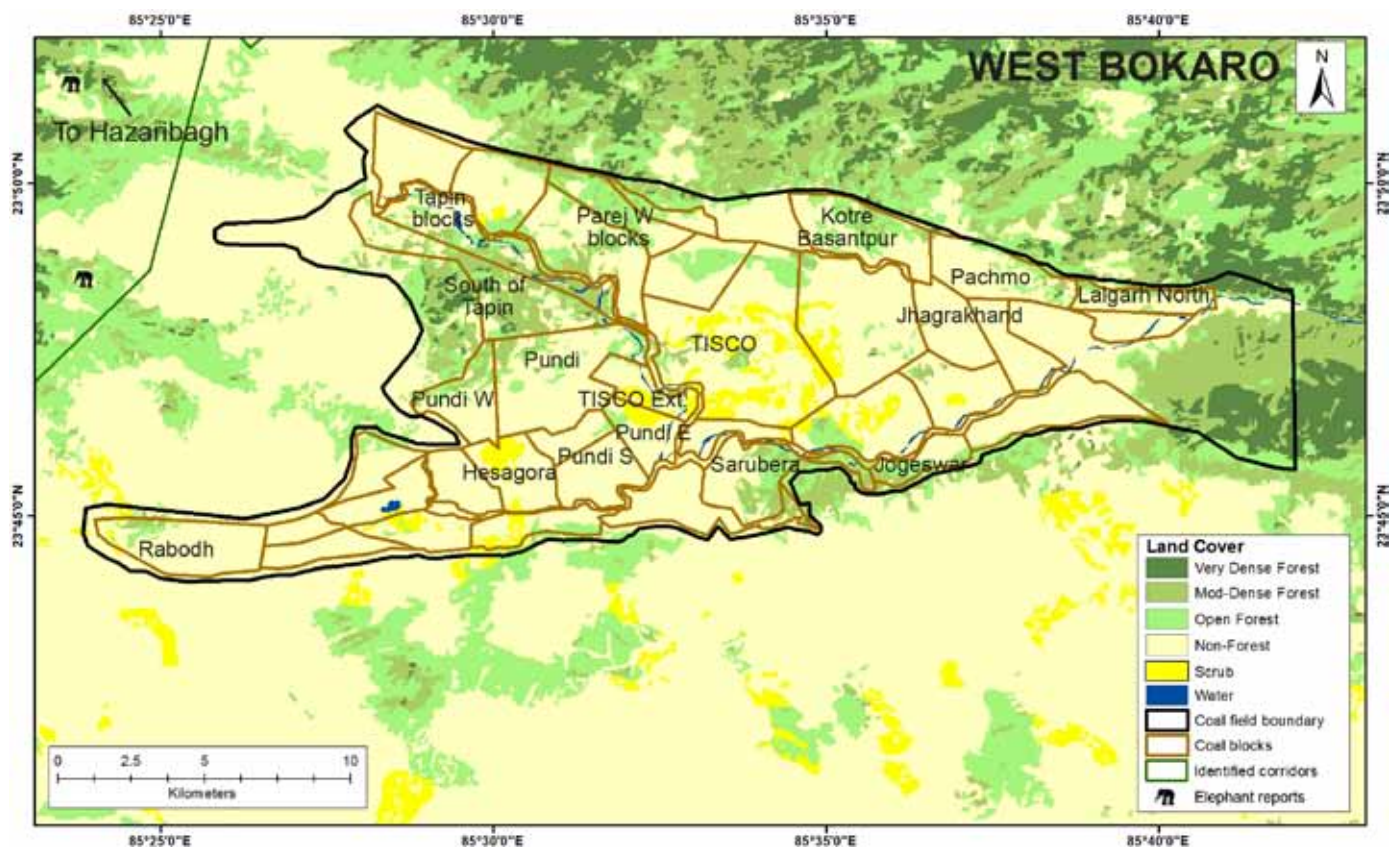 85°25'0"E 85°30'0"E 85°35'0"E 85°40'0"E
WEST BOKARO
N
To Hazaribagh
23°50'0"N 23°50'0"N
Tapin
blocks
Parej W
blocks
Kotre
Basantpur
Pachmo
South of
Tapin
Lalgarh North
Jhagrakhand
TISCO
Pundi
Pundi W
TISCO Ext.
Pundi E
Pundi S
Hesagora
Sarubera
Jogeswar
23°45'0"N 23°45'0"N
Rabodh
Land Cover
Very Dense Forest
Mod-Dense Forest
Open Forest
Non-Forest
Scrub
Water
Coal field boundary
Coal blocks
Identified corridors
Elephant reports
0 2.5 5 10
Kilometers
85°25'0"E 85°30'0"E 85°35'0"E 85°40'0"E